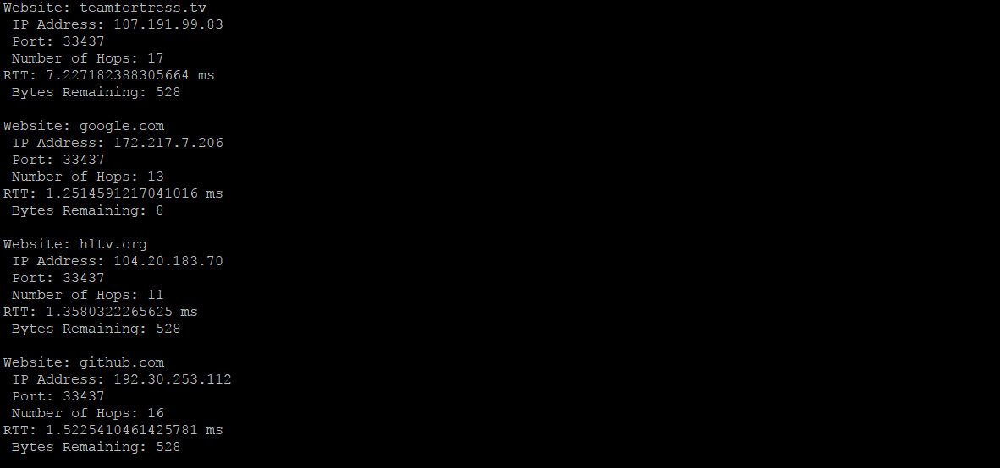 Website: teamfortress.tv
 IP Address: 107.191.99.83
 Port: 33437
 Number of Hops: 17
RTT: 7.227182388305664 ms
 Bytes Remaining: 528

Website: google.com
 IP Address: 172.217.7.206
 Port: 33437
 Number of Hops: 13
RTT: 1.2514591217041016 ms
 Bytes Remaining: 8

Website: hltv.org
 IP Address: 104.20.183.70
 Port: 33437
 Number of Hops: 11
RTT: 1.3580322265625 ms
 Bytes Remaining: 528

Website: github.com
 IP Address: 192.30.253.112
 Port: 33437
 Number of Hops: 16
RTT: 1.5225410461425781 ms
 Bytes Remaining: 528